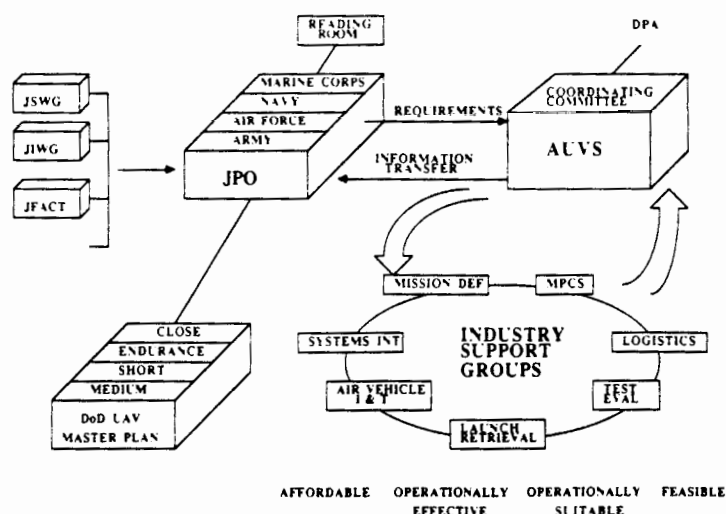 READING
ROOM
DPA
MARINE CORPS
NAVY
AIR FORCE
ARMY
JPO
JSWG
JIWG
JFACT
REQUIREMENTS
INFORMATION
TRANSFER
COORDINATING
COMMITTEE
AUVS
MISSION DEF
MPCS
SYSTEMS INT
INDUSTRY
SUPPORT
GROUPS
LOGISTICS
AIR VEHICLE
I & T
TEST
EVAL
LAUNCH
RETRIEVAL
CLOSE
ENDURANCE
SHORT
MEDIUM
DoD UAV
MASTER PLAN
AFFORDABLE OPERATIONALLY OPERATIONALLY FEASIBLE
EFFECTIVE SUITABLE